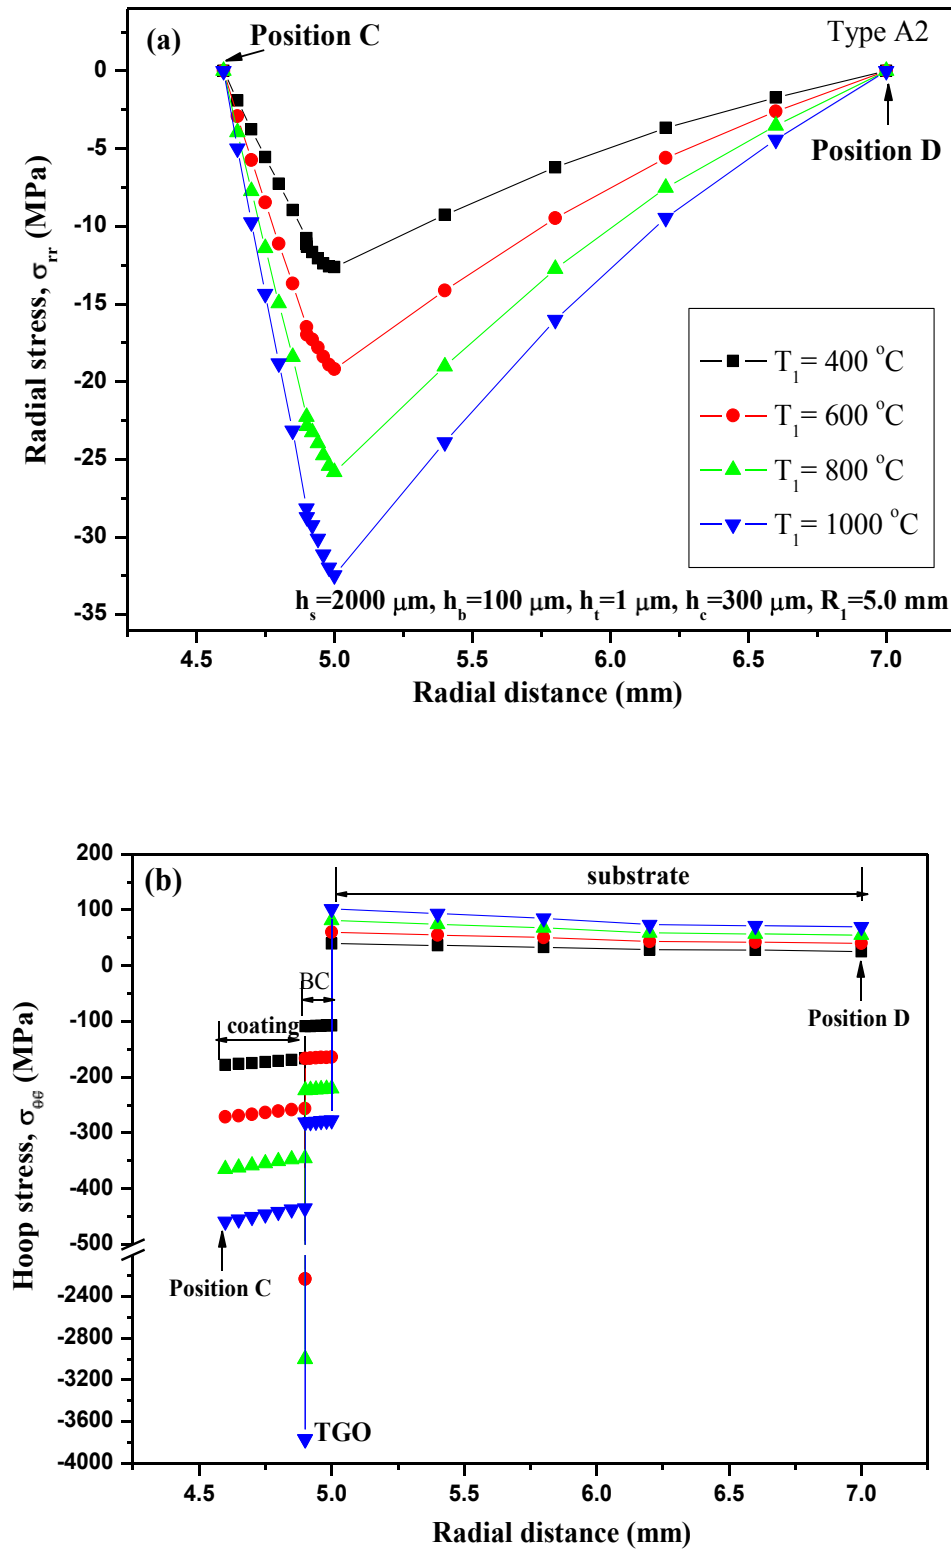 (a)
Position C
Type A2
0
-5
-10
-15
-20
-25
-30
-35
Radial stress, σrr (MPa)
Position D
T1= 400 °C
T1= 600 °C
T1= 800 °C
T1= 1000 °C
hs=2000 μm, hb=100 μm, ht=1 μm, hc=300 μm, R1=5.0 mm
4.5 5.0 5.5 6.0 6.5 7.0
Radial distance (mm)
(b)
200
100
0
-100
-200
-300
-400
-500
-2400
-2800
-3200
-3600
-4000
Hoop stress, σθθ (MPa)
substrate
BC
coating
Position D
Position C
TGO
4.5 5.0 5.5 6.0 6.5 7.0
Radial distance (mm)